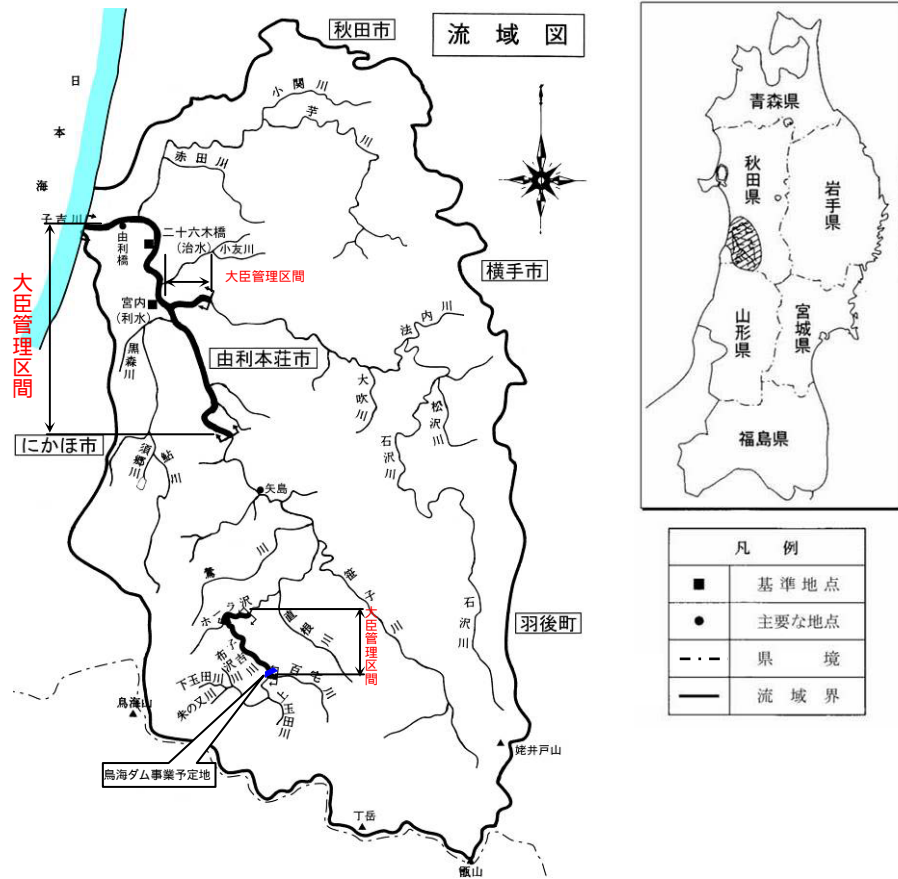 流域図
秋田市
日本海
小関川
芋川
赤田川
子吉川
由利橋
二十六木橋
(治水)
小友川
大臣管理区間
横手市
大臣管理区間
宮内
(利水)
黒森川
由利本荘市
法内川
大吹川
松沢川
石沢川
にかほ市
須郷川
鮎川
矢島
鶯川
笹子川
石沢川
羽後町
ホーラ沢
直根川
大臣管理区間
子吉川
布沢川
下玉田川
朱の又川
百宅川
上玉田川
鳥海山
鳥海ダム事業予定地
姥井戸山
丁岳
甑山
青森県
秋田県
岩手県
山形県
宮城県
福島県
凡例
■ 基準地点
● 主要な地点
県境
流域界